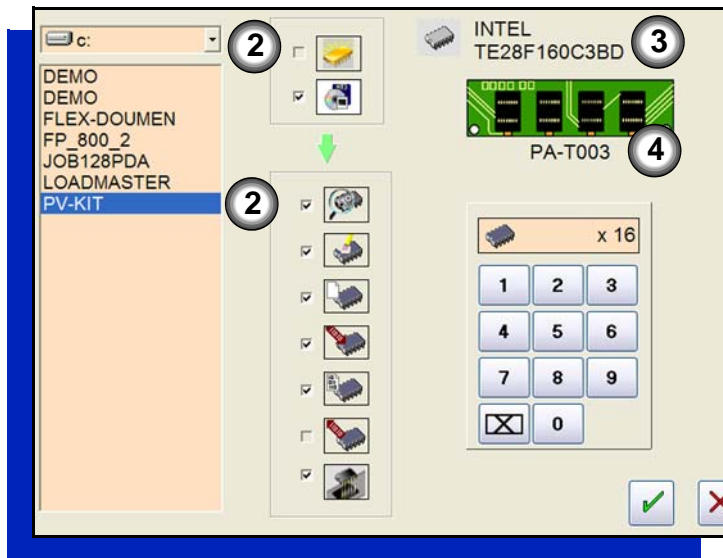 c:
DEMO
DEMO
FLEX-DOUMEN
FP_800_2
JOB128PDA
LOADMASTER
PV-KIT
2
2
INTEL
TE28F160C3BD
3
PA-T003
4
x 16
1 2 3
4 5 6
7 8 9
0